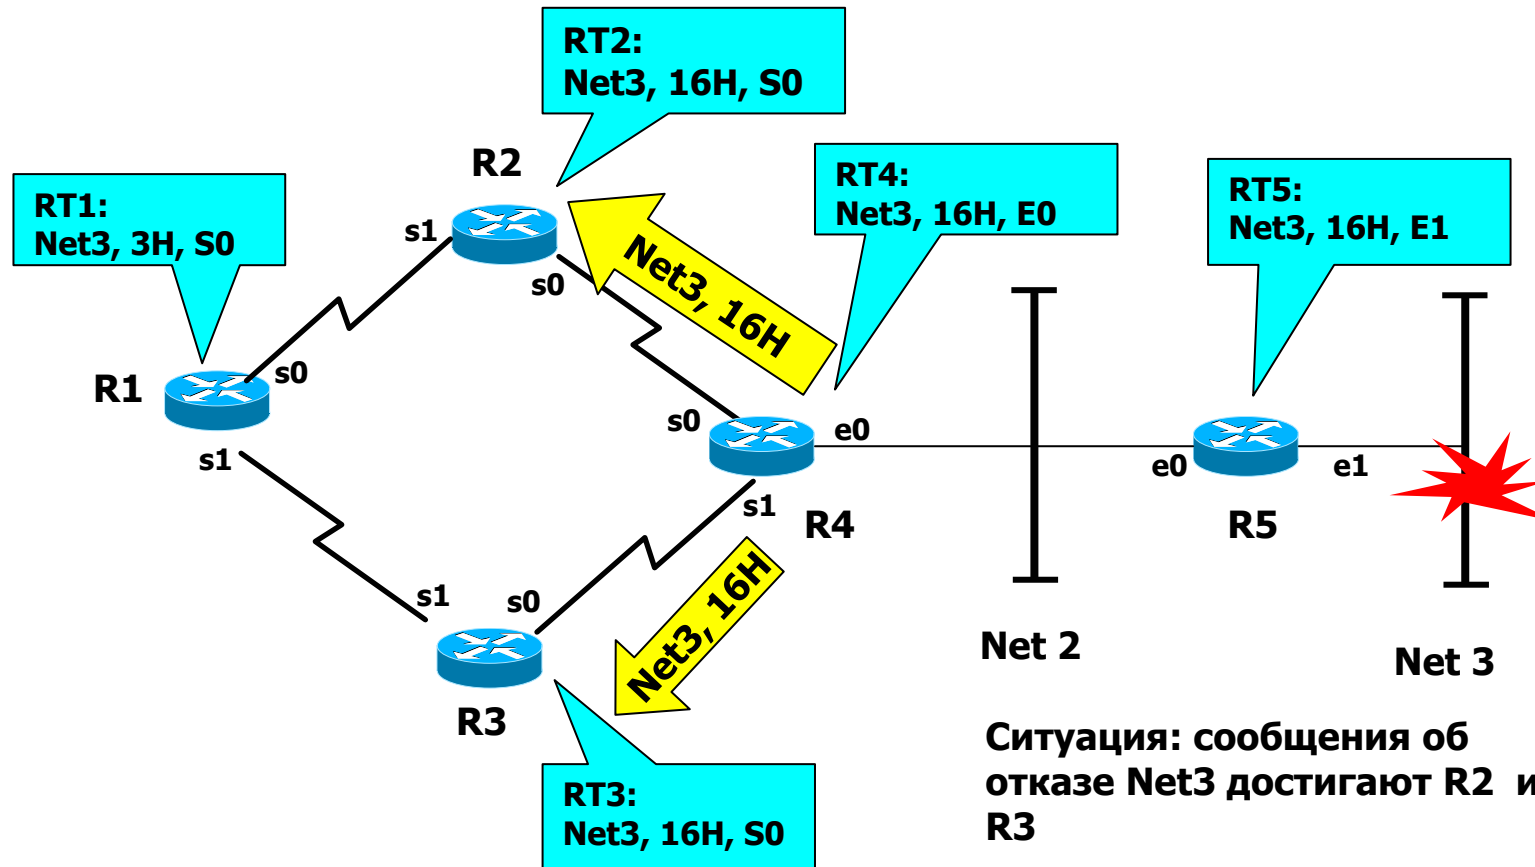 RT2:
Net3, 16H, S0
R2
RT4:
Net3, 16H, E0
RT5:
Net3, 16H, E1
RT1:
Net3, 3H, S0
s1
s0
Net3, 16H
R1
s0
s0
e0
s1
e0
e1
s1
R4
R5
s1
s0
Net3, 16H
Net 2
Net 3
R3
Ситуация: сообщения об
отказе Net3 достигают R2 и
R3
RT3:
Net3, 16H, S0